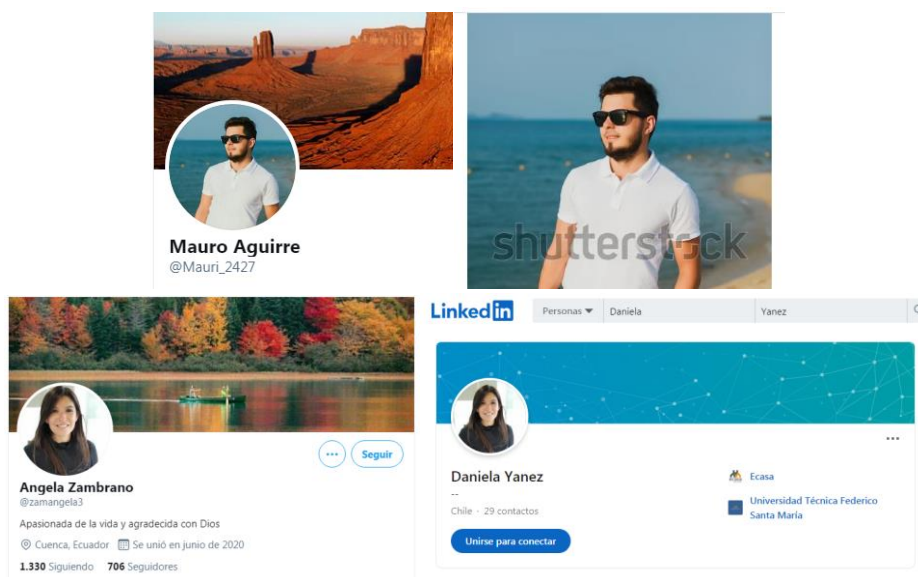 Mauro Aguirre
@Mauri_2427
shutterstock
Angela Zambrano
@zamangela3
Seguir
Apasionada de la vida y agradecida con Dios
Cuenca, Ecuador Se unió en junio de 2020
1.330 Siguiendo 706 Seguidores
Linked in Personas Daniela Yanez
Daniela Yanez
--
Chile · 29 contactos
Unirse para conectar
Ecasa
Universidad Técnica Federico
Santa María